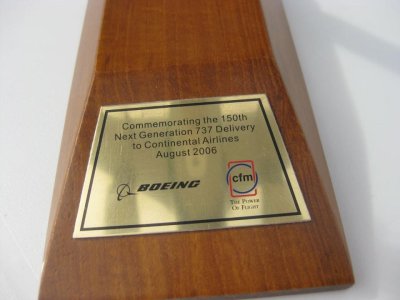 Commemorating the 150th
Next Generation 737 Delivery
to Continental Airlines
August 2006
BOEING
cfm
THE POWER
OF FLIGHT